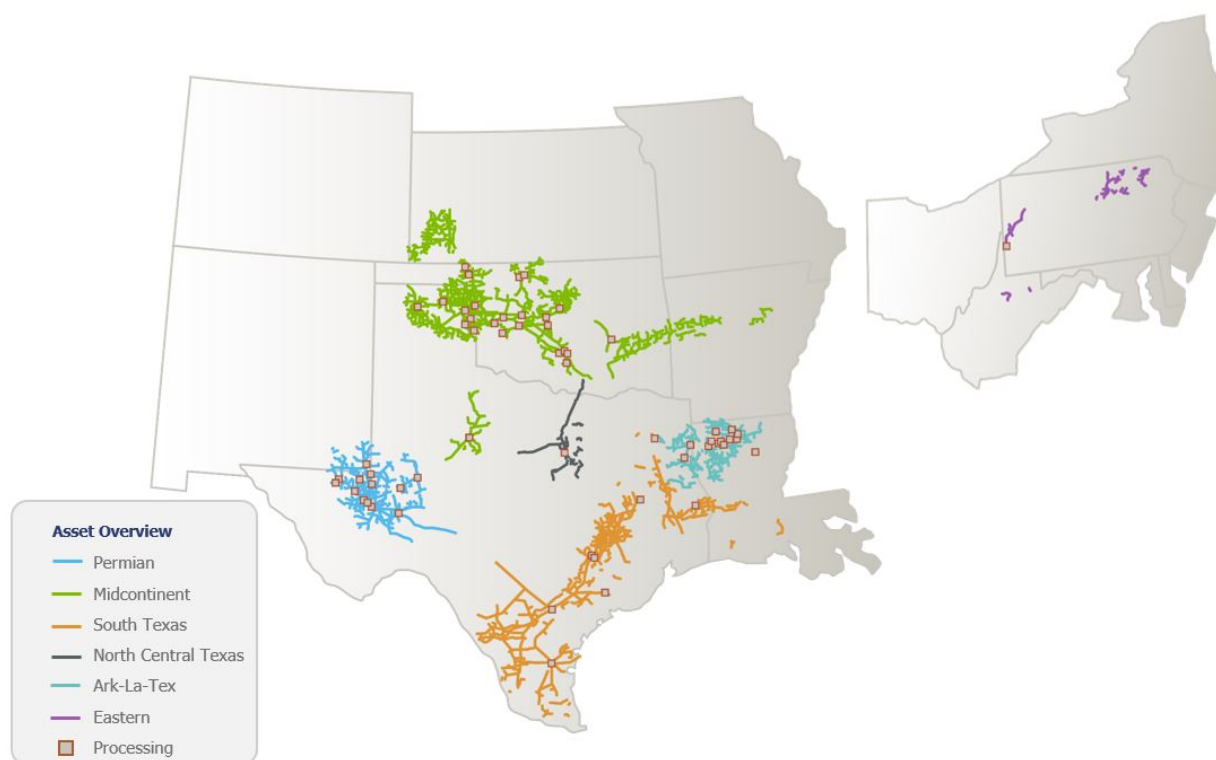 Asset Overview
Permian
Midcontinent
South Texas
North Central Texas
Ark-La-Tex
Eastern
Processing